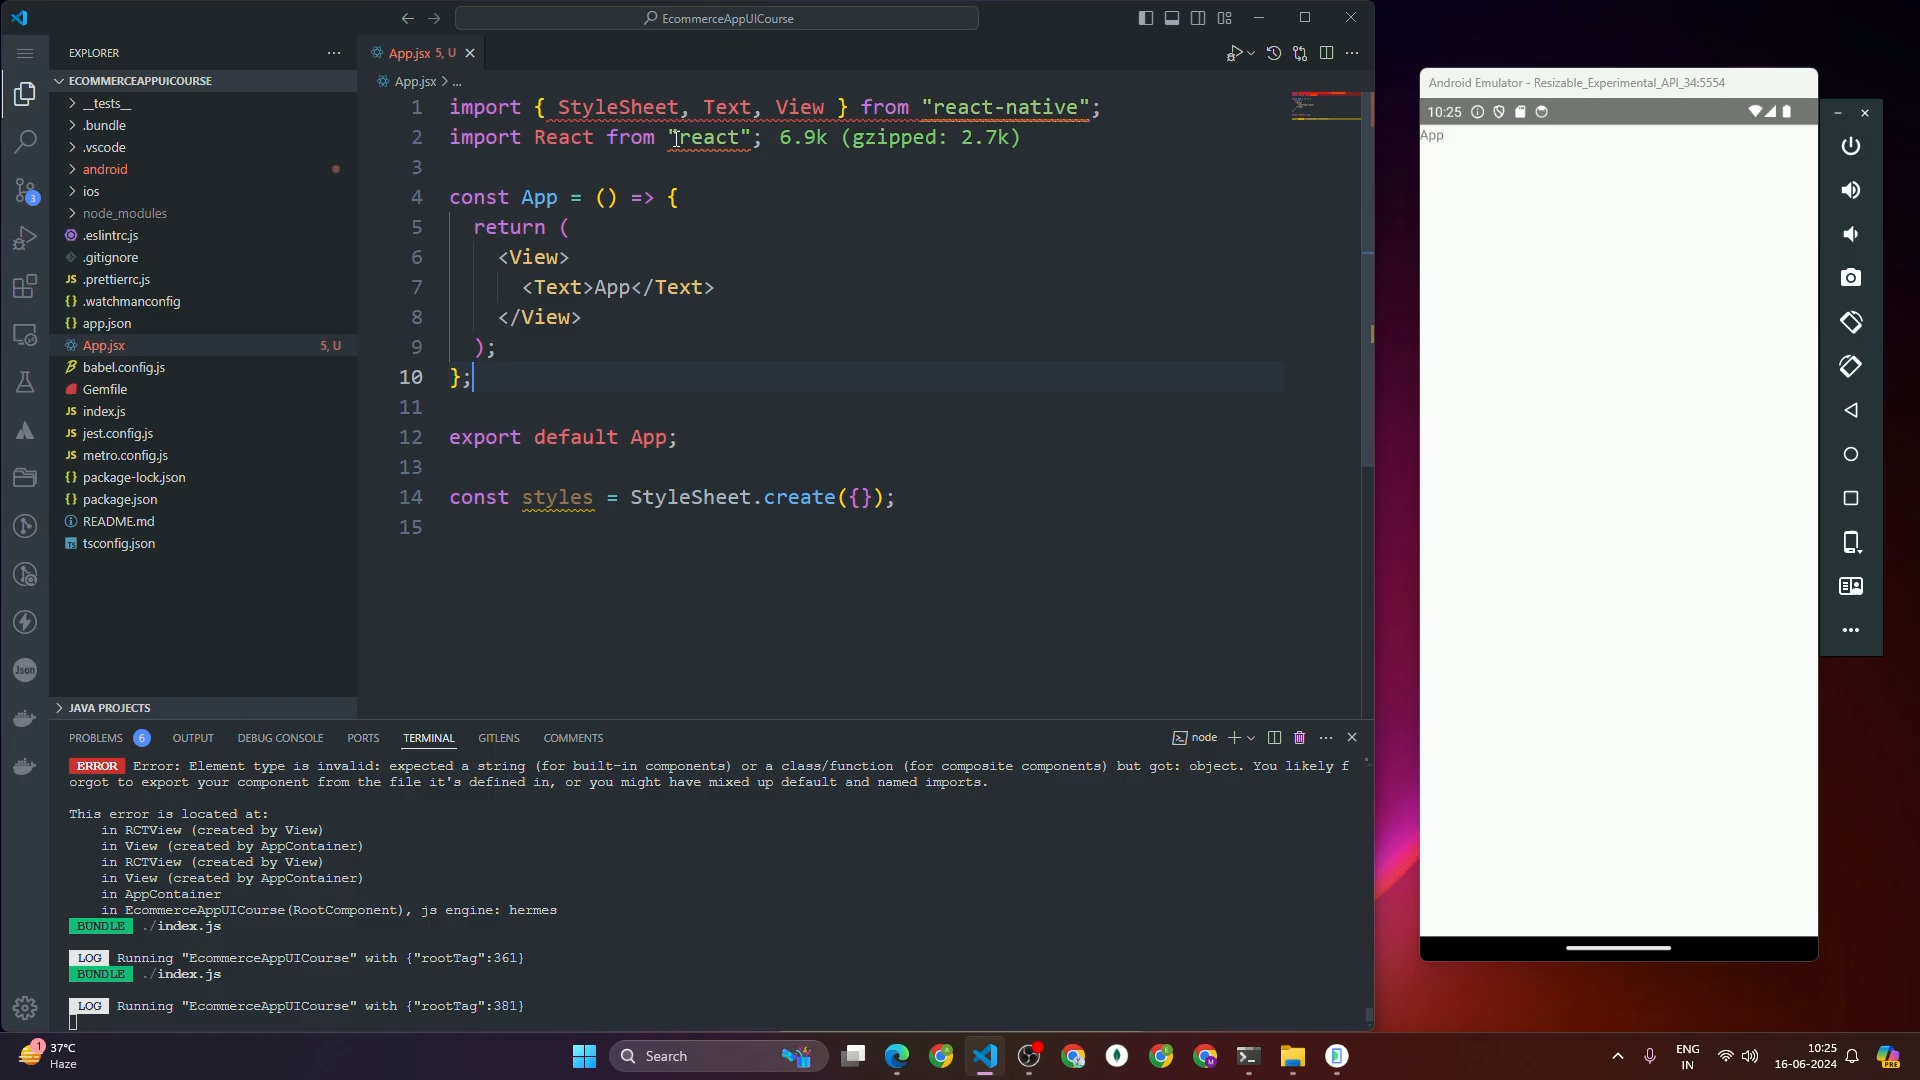 EcommerceAppUICourse
EXPLORER
ECOMMERCEAPPUICOURSE
__tests__
.bundle
.vscode
android
ios
node_modules
.eslintrc.js
.gitignore
JS .prettierrc.js
{} .watchmanconfig
{} app.json
App.jsx 5, U
babel.config.js
Gemfile
JS index.js
JS jest.config.js
JS metro.config.js
{} package-lock.json
{} package.json
README.md
TS tsconfig.json
JAVA PROJECTS
3
Json
App.jsx 5, U
App.jsx > ...
1 import { StyleSheet, Text, View } from "react-native";
2 import React from "react"; 6.9k (gzipped: 2.7k)
3
4 const App = () => {
5 return (
6 <View>
7 <Text>App</Text>
8 </View>
9 );
10 };
11
12 export default App;
13
14 const styles = StyleSheet.create({});
15
PROBLEMS 6 OUTPUT DEBUG CONSOLE PORTS TERMINAL GITLENS COMMENTS
node
ERROR Error: Element type is invalid: expected a string (for built-in components) or a class/function (for composite components) but got: object. You likely f
orgot to export your component from the file it's defined in, or you might have mixed up default and named imports.
This error is located at:
in RCTView (created by View)
in View (created by AppContainer)
in RCTView (created by View)
in View (created by AppContainer)
in AppContainer
in EcommerceAppUICourse(RootComponent), js engine: hermes
BUNDLE ./index.js
LOG Running "EcommerceAppUICourse" with {"rootTag":361}
BUNDLE ./index.js
LOG Running "EcommerceAppUICourse" with {"rootTag":381}
Android Emulator - Resizable_Experimental_API_34:5554
10:25
App
1
37°C
Haze
Search
ENG
IN
10:25
16-06-2024
PRE